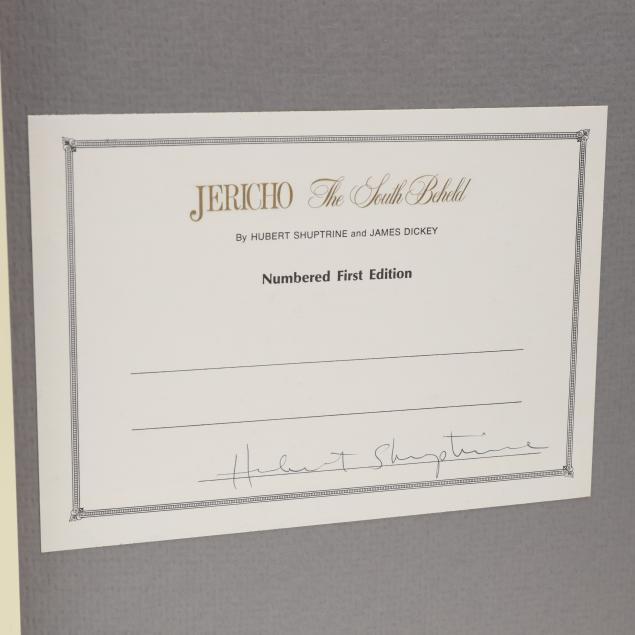 JERICHO The South Beheld
By HUBERT SHUPTRINE and JAMES DICKEY
Numbered First Edition
Hubert Shuptrine